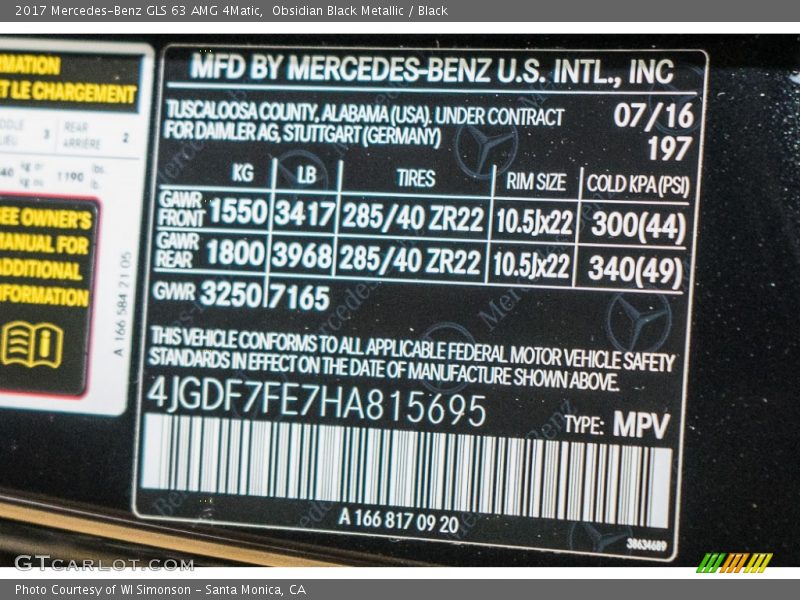 2017 Mercedes-Benz GLS 63 AMG 4Matic,  Obsidian Black Metallic / Black
MFD BY MERCEDES-BENZ U.S. INTL., INC
TUSCALOOSA COUNTY, ALABAMA (USA). UNDER CONTRACT
FOR DAIMLER AG, STUTTGART (GERMANY)
07/16
197
KG LB TIRES RIM SIZE COLD KPA(PSI)
GAWR FRONT 1550 3417 285/40 ZR22 10.5Jx22 300(44)
GAWR REAR 1800 3968 285/40 ZR22 10.5Jx22 340(49)
GWR 3250 7165
THIS VEHICLE CONFORMS TO ALL APPLICABLE FEDERAL MOTOR VEHICLE SAFETY
STANDARDS IN EFFECT ON THE DATE OF MANUFACTURE SHOWN ABOVE.
4JGDF7FE7HA815695
TYPE: MPV
A 166 817 09 20
38634689
MATION
ET LE CHARGEMENT
3 REAR 2
ARRIÈRE
1190
EE OWNER'S
MANUAL FOR
ADDITIONAL
NFORMATION
A 166 584 21 05
GTCARLOT.COM
Photo Courtesy of WI Simonson - Santa Monica, CA